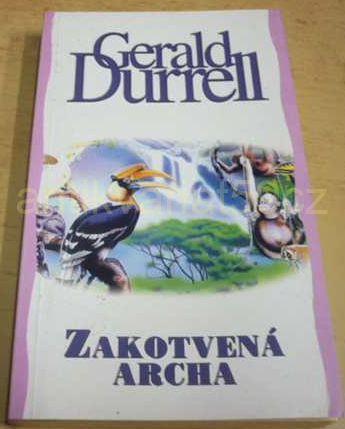 Gerald
Durrell
ZAKOTVENÁ
ARCHA